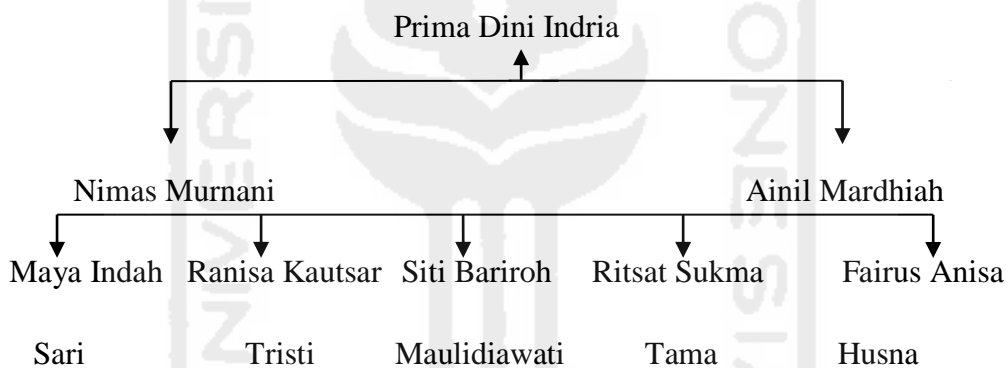 Prima Dini Indria
Nimas Murnani Ainil Mardhiah
Maya Indah Ranisa Kautsar Siti Bariroh Ritsat Sukma Fairus Anisa
Sari Tristi Maulidiawati Tama Husna